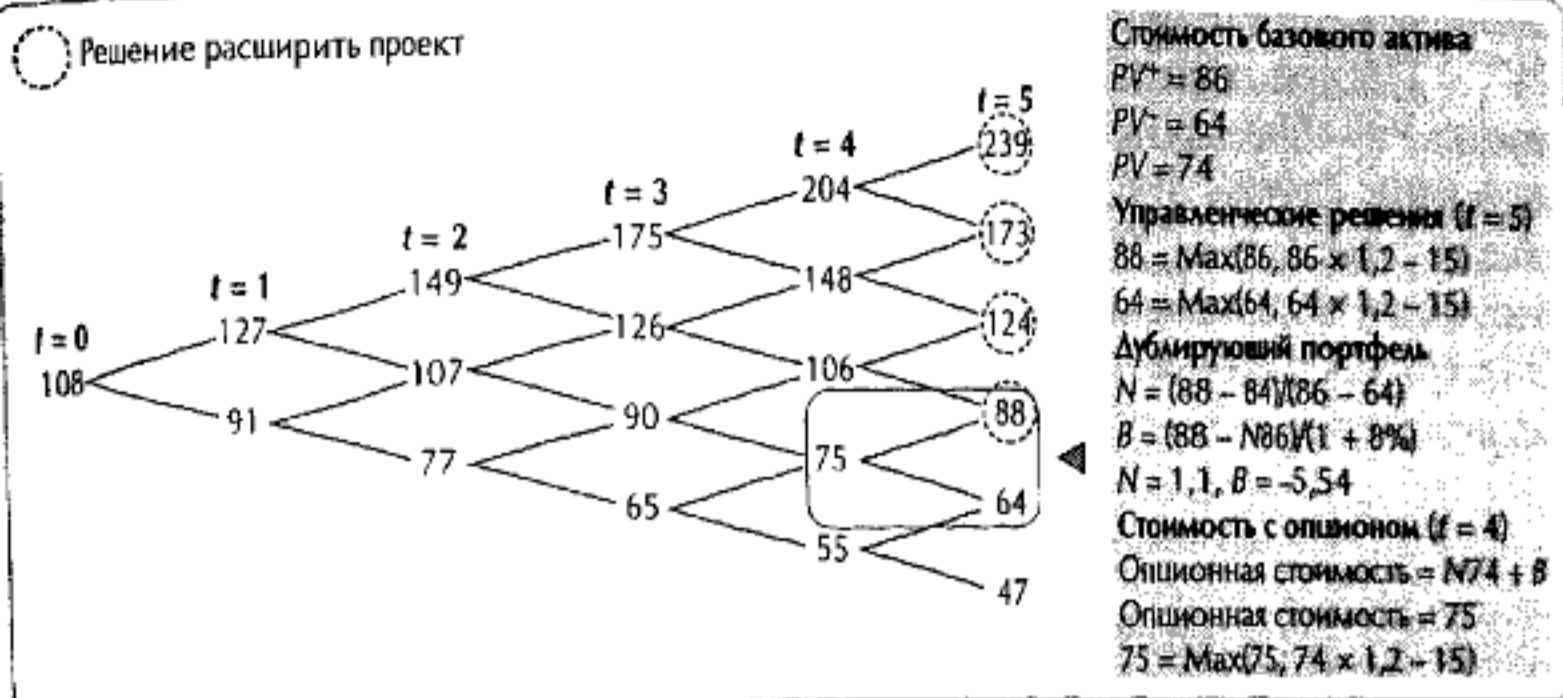 Решение расширить проект
t = 0
108
t = 1
127
91
t = 2
149
107
77
t = 3
175
126
90
65
t = 4
204
148
106
75
55
t = 5
239
173
124
88
64
47
Стоимость базового актива
PV⁺ = 86
PV⁻ = 64
PV = 74
Управленческие решения (t = 5)
88 = Max(86, 86 × 1,2 – 15)
64 = Max(64, 64 × 1,2 – 15)
Дублирующий портфель
N = (88 – 84)/(86 – 64)
B = (88 – N86)/(1 + 8%)
N = 1,1, B = –5,54
Стоимость с опционом (t = 4)
Опционная стоимость = N74 + B
Опционная стоимость = 75
75 = Max(75, 74 × 1,2 – 15)